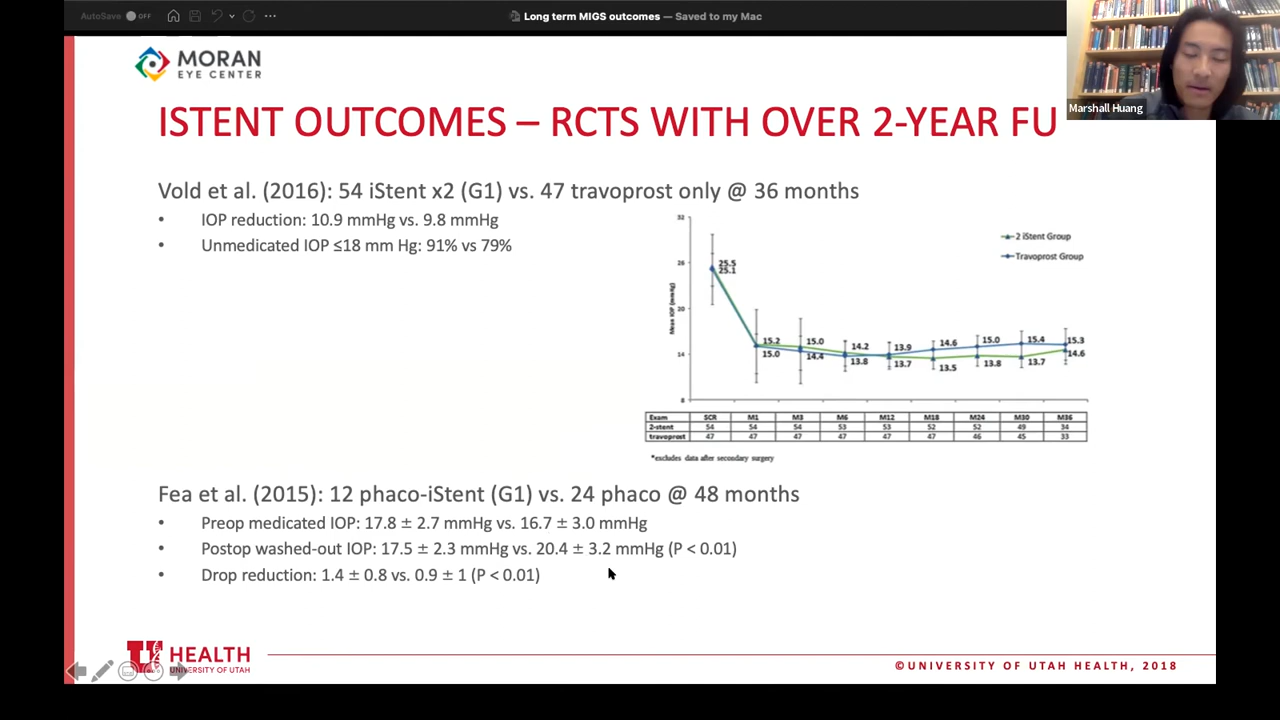 AutoSave OFF
Long term MIGS outcomes — Saved to my Mac
Marshall Huang
MORAN
EYE CENTER
ISTENT OUTCOMES – RCTS WITH OVER 2-YEAR FU
Vold et al. (2016): 54 iStent x2 (G1) vs. 47 travoprost only @ 36 months
• IOP reduction: 10.9 mmHg vs. 9.8 mmHg
• Unmedicated IOP ≤18 mm Hg: 91% vs 79%
2 iStent Group
Travoprost Group
Mean IOP (mmHg)
32
26
20
14
8
25.5
25.1
15.2 15.0 14.2 13.9 14.6 15.0 15.4 15.3
15.0 14.4 13.8 13.7 13.5 13.8 13.7 14.6
Exam SCR M1 M3 M6 M12 M18 M24 M30 M36
2-stent 54 54 54 53 53 52 52 49 34
travoprost 47 47 47 47 47 47 46 45 33
*excludes data after secondary surgery
Fea et al. (2015): 12 phaco-iStent (G1) vs. 24 phaco @ 48 months
• Preop medicated IOP: 17.8 ± 2.7 mmHg vs. 16.7 ± 3.0 mmHg
• Postop washed-out IOP: 17.5 ± 2.3 mmHg vs. 20.4 ± 3.2 mmHg (P < 0.01)
• Drop reduction: 1.4 ± 0.8 vs. 0.9 ± 1 (P < 0.01)
U HEALTH
UNIVERSITY OF UTAH
©UNIVERSITY OF UTAH HEALTH, 2018